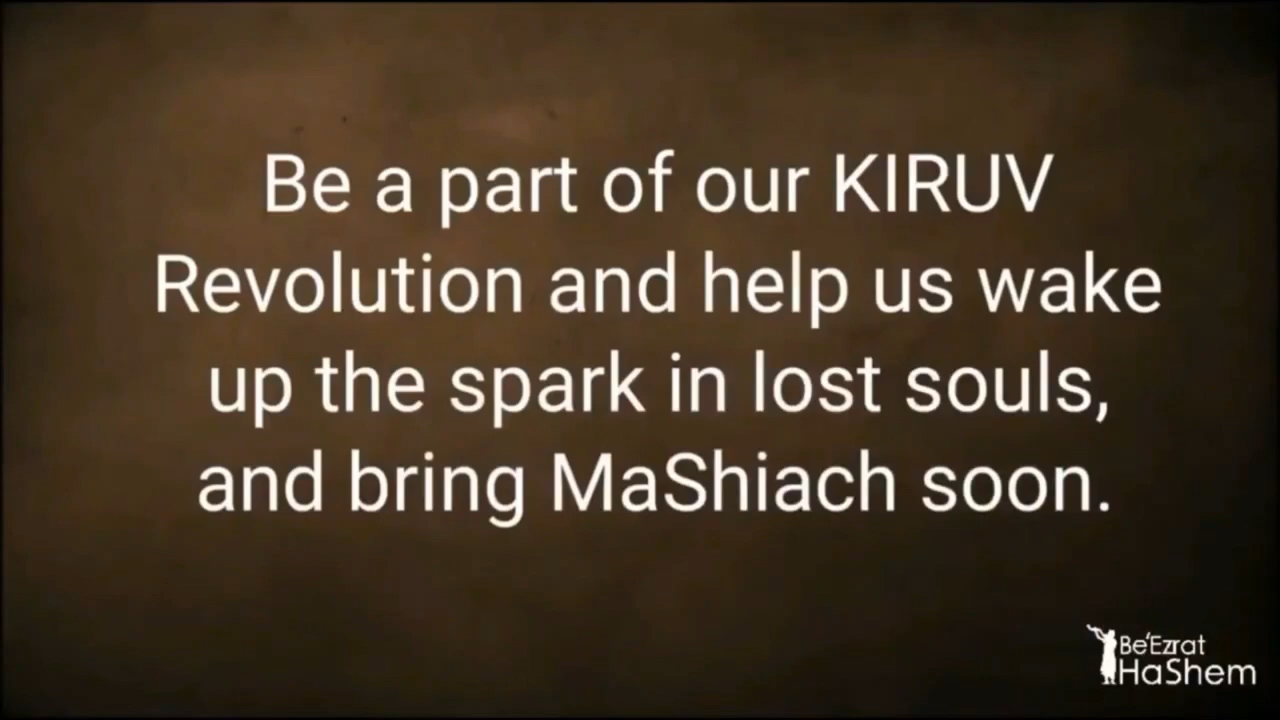 Be a part of our KIRUV
Revolution and help us wake
up the spark in lost souls,
and bring MaShiach soon.
Be'Ezrat
HaShem